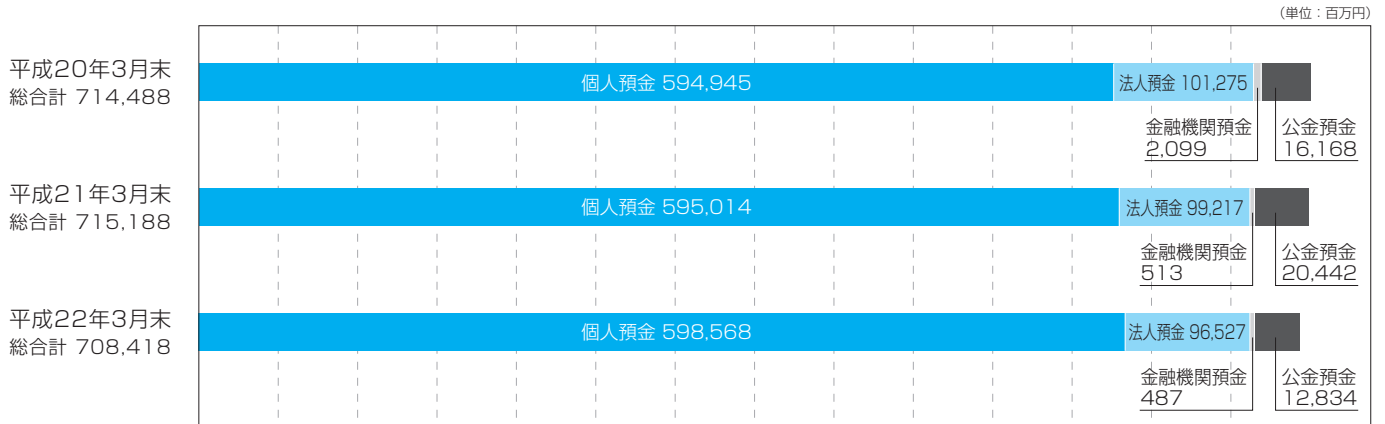 （単位：百万円）
平成20年3月末
総合計 714,488
個人預金 594,945
法人預金 101,275
金融機関預金
2,099
公金預金
16,168
平成21年3月末
総合計 715,188
個人預金 595,014
法人預金 99,217
金融機関預金
513
公金預金
20,442
平成22年3月末
総合計 708,418
個人預金 598,568
法人預金 96,527
金融機関預金
487
公金預金
12,834